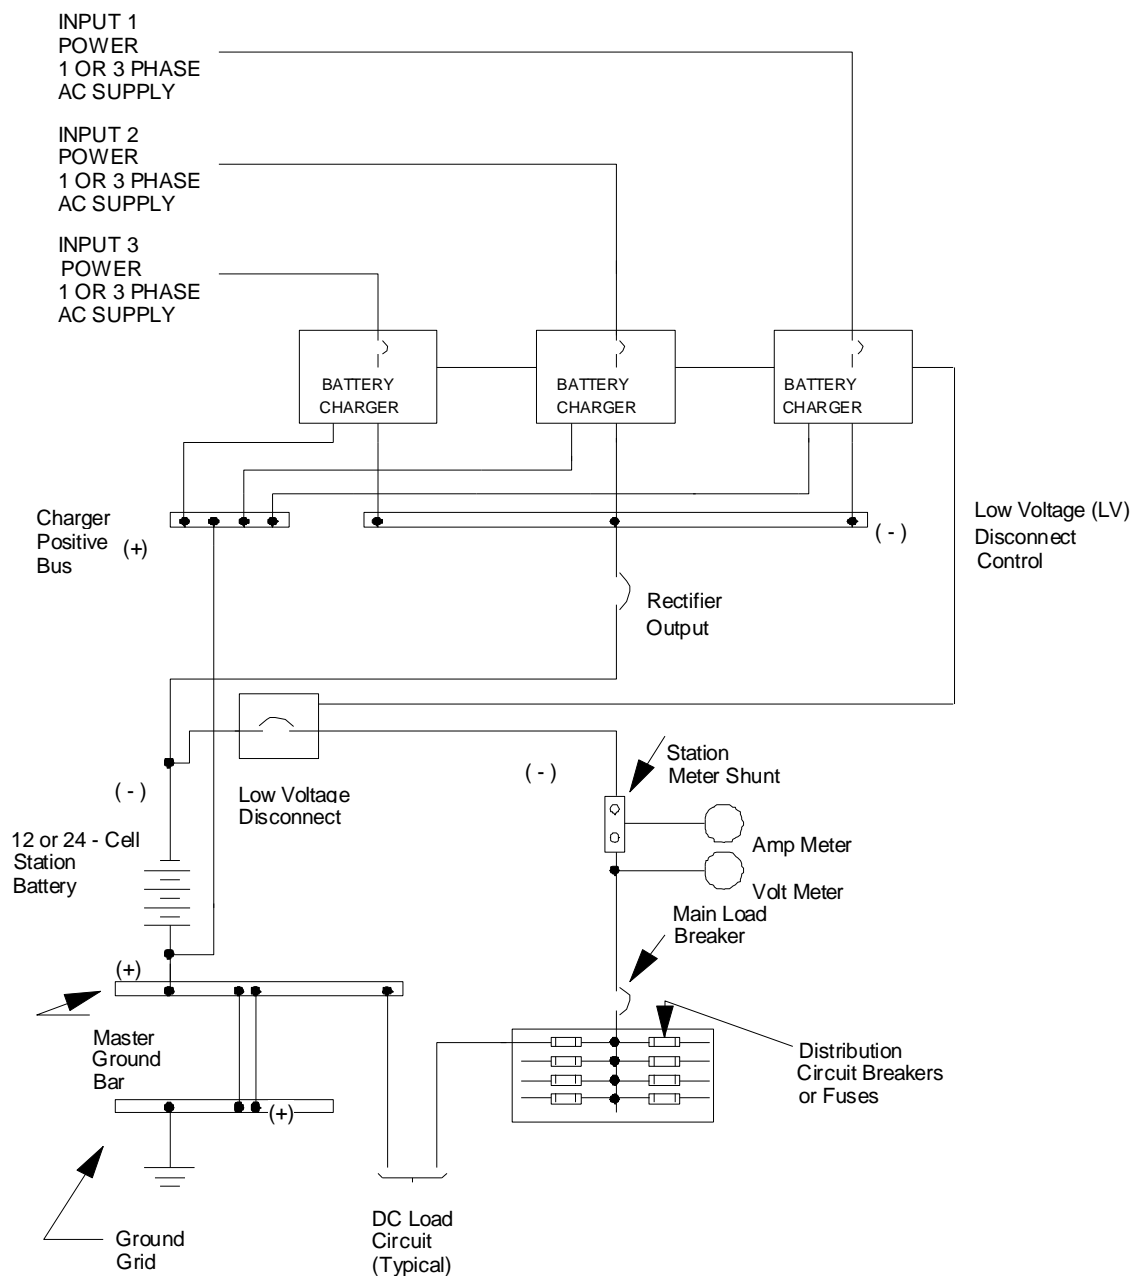 INPUT 1
POWER
1 OR 3 PHASE
AC SUPPLY
INPUT 2
POWER
1 OR 3 PHASE
AC SUPPLY
INPUT 3
POWER
1 OR 3 PHASE
AC SUPPLY
BATTERY
CHARGER
BATTERY
CHARGER
BATTERY
CHARGER
Charger
Positive
Bus
(+)
( - )
Low Voltage (LV)
Disconnect
Control
Rectifier
Output
Station
Meter Shunt
( - )
( - )
Low Voltage
Disconnect
12 or 24 - Cell
Station
Battery
Amp Meter
Volt Meter
Main Load
Breaker
(+)
Master
Ground
Bar
(+)
Distribution
Circuit Breakers
or Fuses
DC Load
Circuit
(Typical)
Ground
Grid